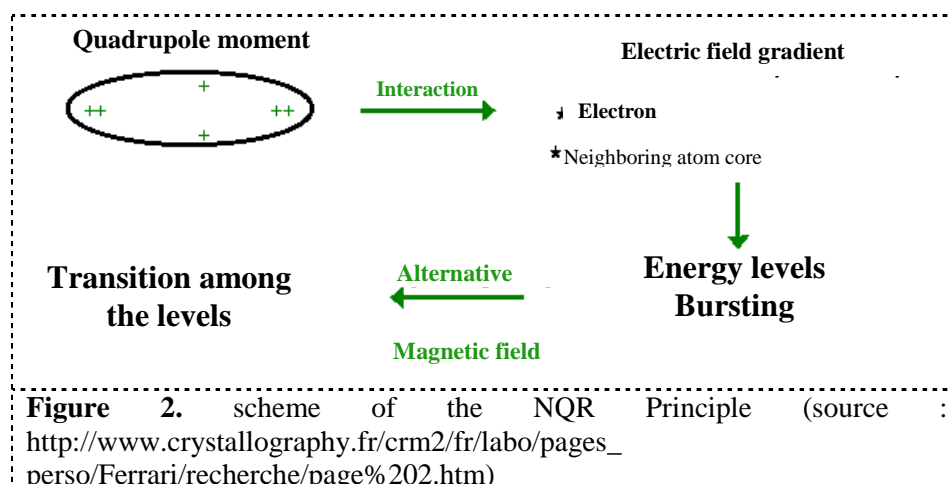 Quadrupole moment
Electric field gradient
+
++ ++
+
Interaction
Electron
Neighboring atom core
Energy levels
Bursting
Alternative
Magnetic field
Transition among
the levels
Figure 2. scheme of the NQR Principle (source :
http://www.crystallography.fr/crm2/fr/labo/pages_
perso/Ferrari/recherche/page%202.htm)